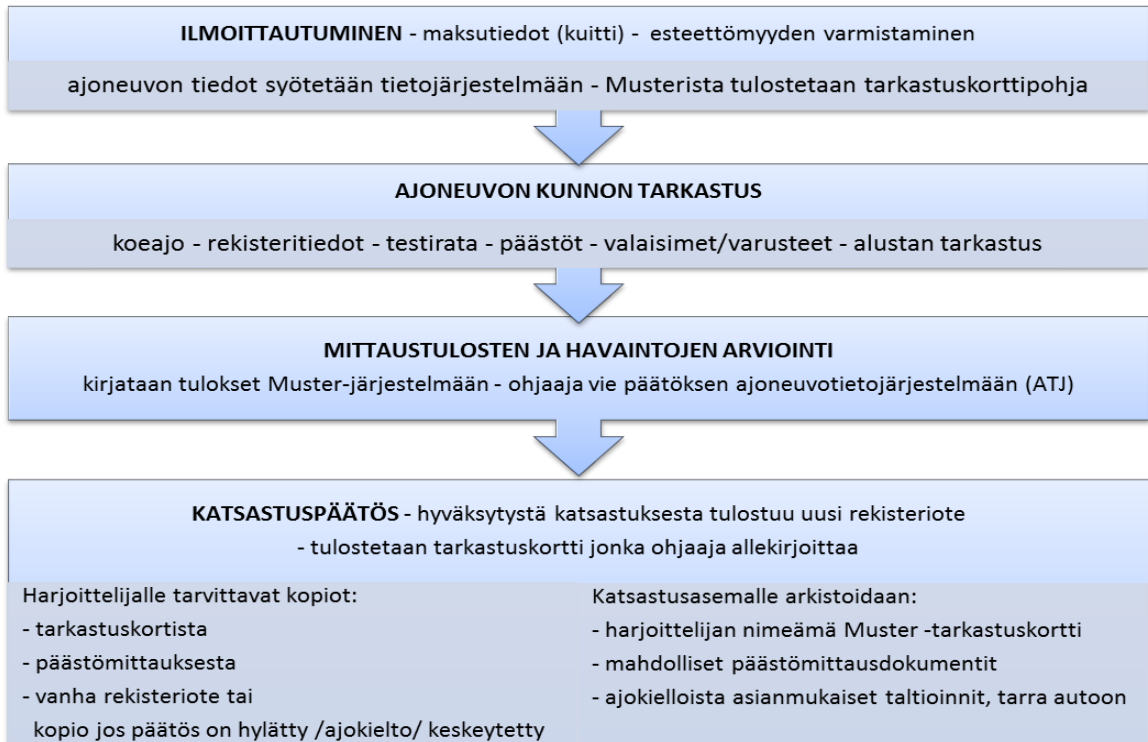 ILMOITTAUTUMINEN - maksutiedot (kuitti) - esteettömyyden varmistaminen
ajoneuvon tiedot syötetään tietojärjestelmään - Musterista tulostetaan tarkastuskorttipohja
AJONEUVON KUNNON TARKASTUS
koeajo - rekisteritiedot - testirata - päästöt - valaisimet/varusteet - alustan tarkastus
MITTAUSTULOSTEN JA HAVAINTOJEN ARVIOINTI
kirjataan tulokset Muster-järjestelmään - ohjaaja vie päätöksen ajoneuvotietojärjestelmään (ATJ)
KATSASTUSPÄÄTÖS - hyväksytystä katsastuksesta tulostuu uusi rekisteriote
- tulostetaan tarkastuskortti jonka ohjaaja allekirjoittaa
Harjoittelijalle tarvittavat kopiot:
- tarkastuskortista
- päästömittauksesta
- vanha rekisteriote tai
kopio jos päätös on hylätty /ajokielto/ keskeytetty
Katsastusasemalle arkistoidaan:
- harjoittelijan nimeämä Muster -tarkastuskortti
- mahdolliset päästömittausdokumentit
- ajokielloista asianmukaiset taltioinnit, tarra autoon